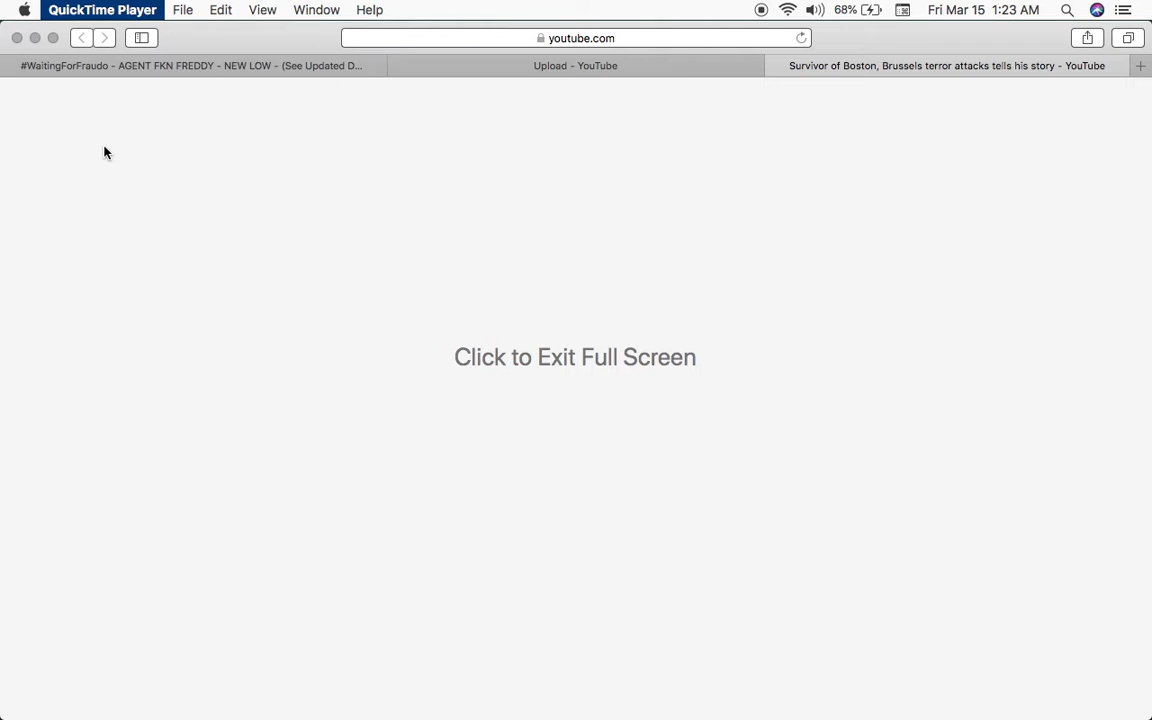 QuickTime Player File Edit View Window Help 68% Fri Mar 15 1:23 AM
youtube.com
#WaitingForFraudo - AGENT FKN FREDDY - NEW LOW - (See Updated D... Upload - YouTube Survivor of Boston, Brussels terror attacks tells his story - YouTube
Click to Exit Full Screen